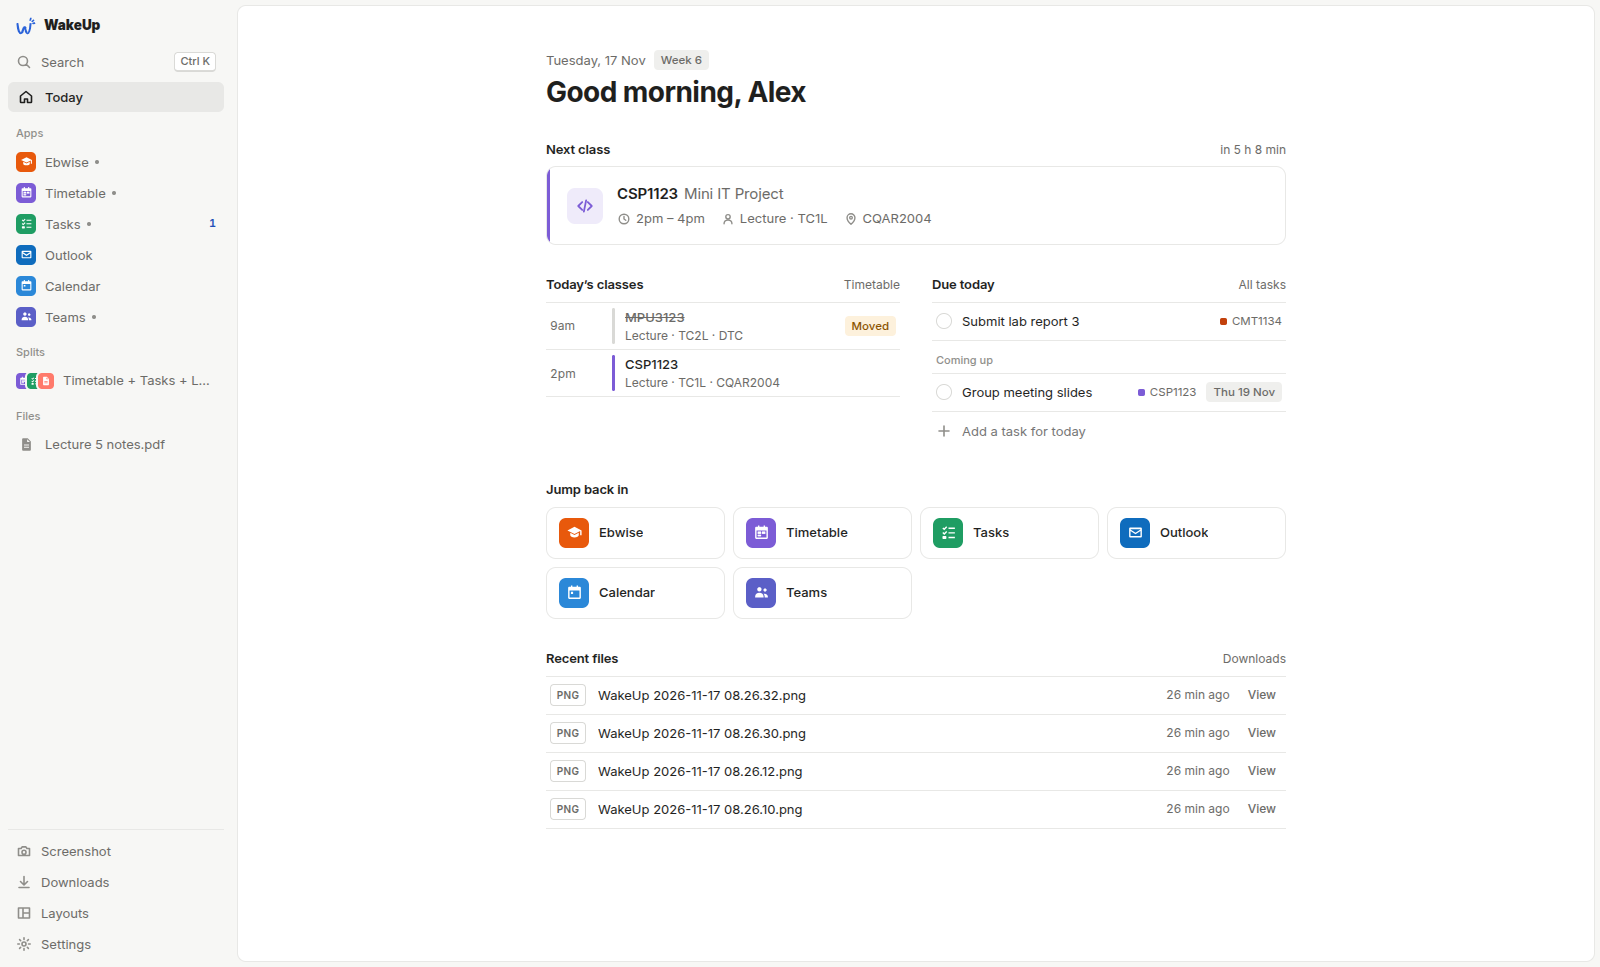 WakeUp
Search Ctrl K
Today
Apps
Ebwise
Timetable
Tasks 1
Outlook
Calendar
Teams
Splits
Timetable + Tasks + L...
Files
Lecture 5 notes.pdf
Screenshot
Downloads
Layouts
Settings
Tuesday, 17 Nov Week 6
Good morning, Alex
Next class in 5 h 8 min
CSP1123 Mini IT Project
2pm – 4pm Lecture · TC1L CQAR2004
Today’s classes Timetable
9am MPU3123 Moved
Lecture · TC2L · DTC
2pm CSP1123
Lecture · TC1L · CQAR2004
Due today All tasks
Submit lab report 3 CMT1134
Coming up
Group meeting slides CSP1123 Thu 19 Nov
Add a task for today
Jump back in
Ebwise Timetable Tasks Outlook
Calendar Teams
Recent files Downloads
PNG WakeUp 2026-11-17 08.26.32.png 26 min ago View
PNG WakeUp 2026-11-17 08.26.30.png 26 min ago View
PNG WakeUp 2026-11-17 08.26.12.png 26 min ago View
PNG WakeUp 2026-11-17 08.26.10.png 26 min ago View